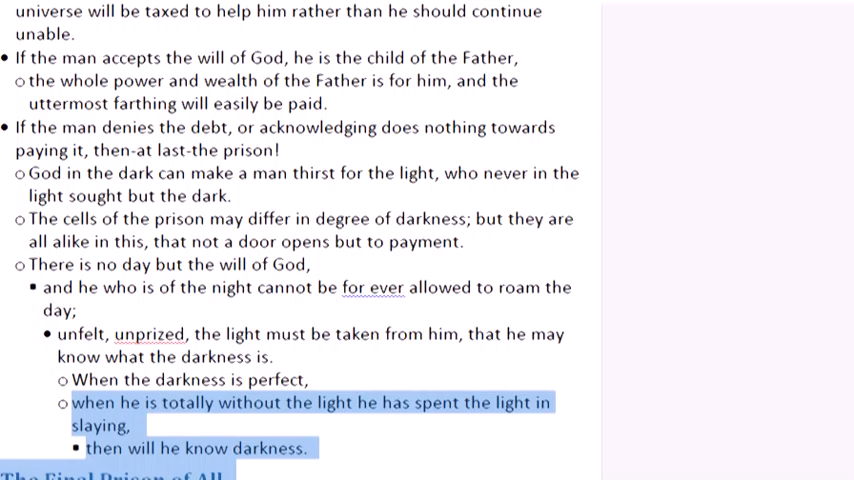 universe will be taxed to help him rather than he should continue
unable.
• If the man accepts the will of God, he is the child of the Father,
o the whole power and wealth of the Father is for him, and the
uttermost farthing will easily be paid.
• If the man denies the debt, or acknowledging does nothing towards
paying it, then-at last-the prison!
o God in the dark can make a man thirst for the light, who never in the
light sought but the dark.
o The cells of the prison may differ in degree of darkness; but they are
all alike in this, that not a door opens but to payment.
o There is no day but the will of God,
▪ and he who is of the night cannot be for ever allowed to roam the
day;
• unfelt, unprized, the light must be taken from him, that he may
know what the darkness is.
o When the darkness is perfect,
o when he is totally without the light he has spent the light in
slaying,
▪ then will he know darkness.
The Final Prison of All